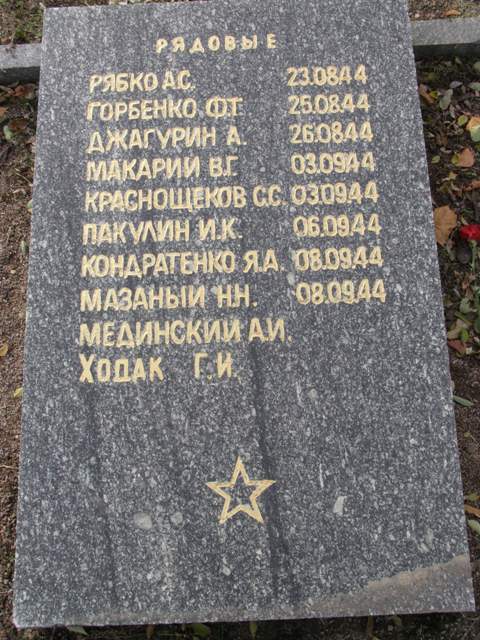 РЯДОВЫЕ
РЯБКО А.С. 23.08.44
ГОРБЕНКО Ф.Т. 25.08.44
ДЖАГУРИН А. 26.08.44
МАКАРИЙ В.Г. 03.09.44
КРАСНОЩЕКОВ С.С. 03.09.44
ПАКУЛИН И.К. 06.09.44
КОНДРАТЕНКО Я.А. 08.09.44
МАЗАНЫЙ Н.Н. 08.09.44
МЕДИНСКИЙ А.И.
ХОДАК Г.И.